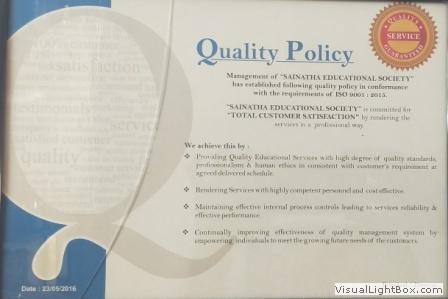 QUALITY
SERVICE
GUARANTEED
Quality Policy
Management of "SAINATHA EDUCATIONAL SOCIETY"
has established following quality policy in conformance
with the requirements of ISO 9001 : 2015.
"SAINATHA EDUCATIONAL SOCIETY" is committed for
"TOTAL CUSTOMER SATISFACTION" by rendering the
services in a professional way.
We achieve this by :
❖ Providing Quality Educational Services with high degree of quality standards,
professionalism & human ethics in consistent with customer's requirement at
agreed delivered schedule.
❖ Rendering Services with highly competent personnel and cost effective.
❖ Maintaining effective internal process controls leading to services reliability &
effective performance.
❖ Continually improving effectiveness of quality management system by
empowering individuals to meet the growing future needs of the customers.
satisfaction
customer
quality
Date : 23/05/2016
VisualLightBox.com